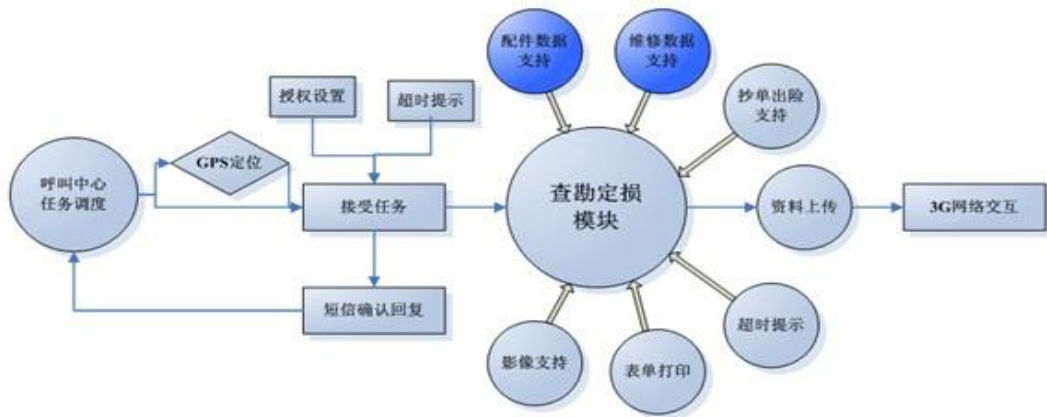 配件数据
支持
维修数据
支持
授权设置
超时提示
抄单出险
支持
GPS定位
呼叫中心
任务调度
接受任务
查勘定损
模块
资料上传
3G网络交互
短信确认回复
超时提示
影像支持
表单打印